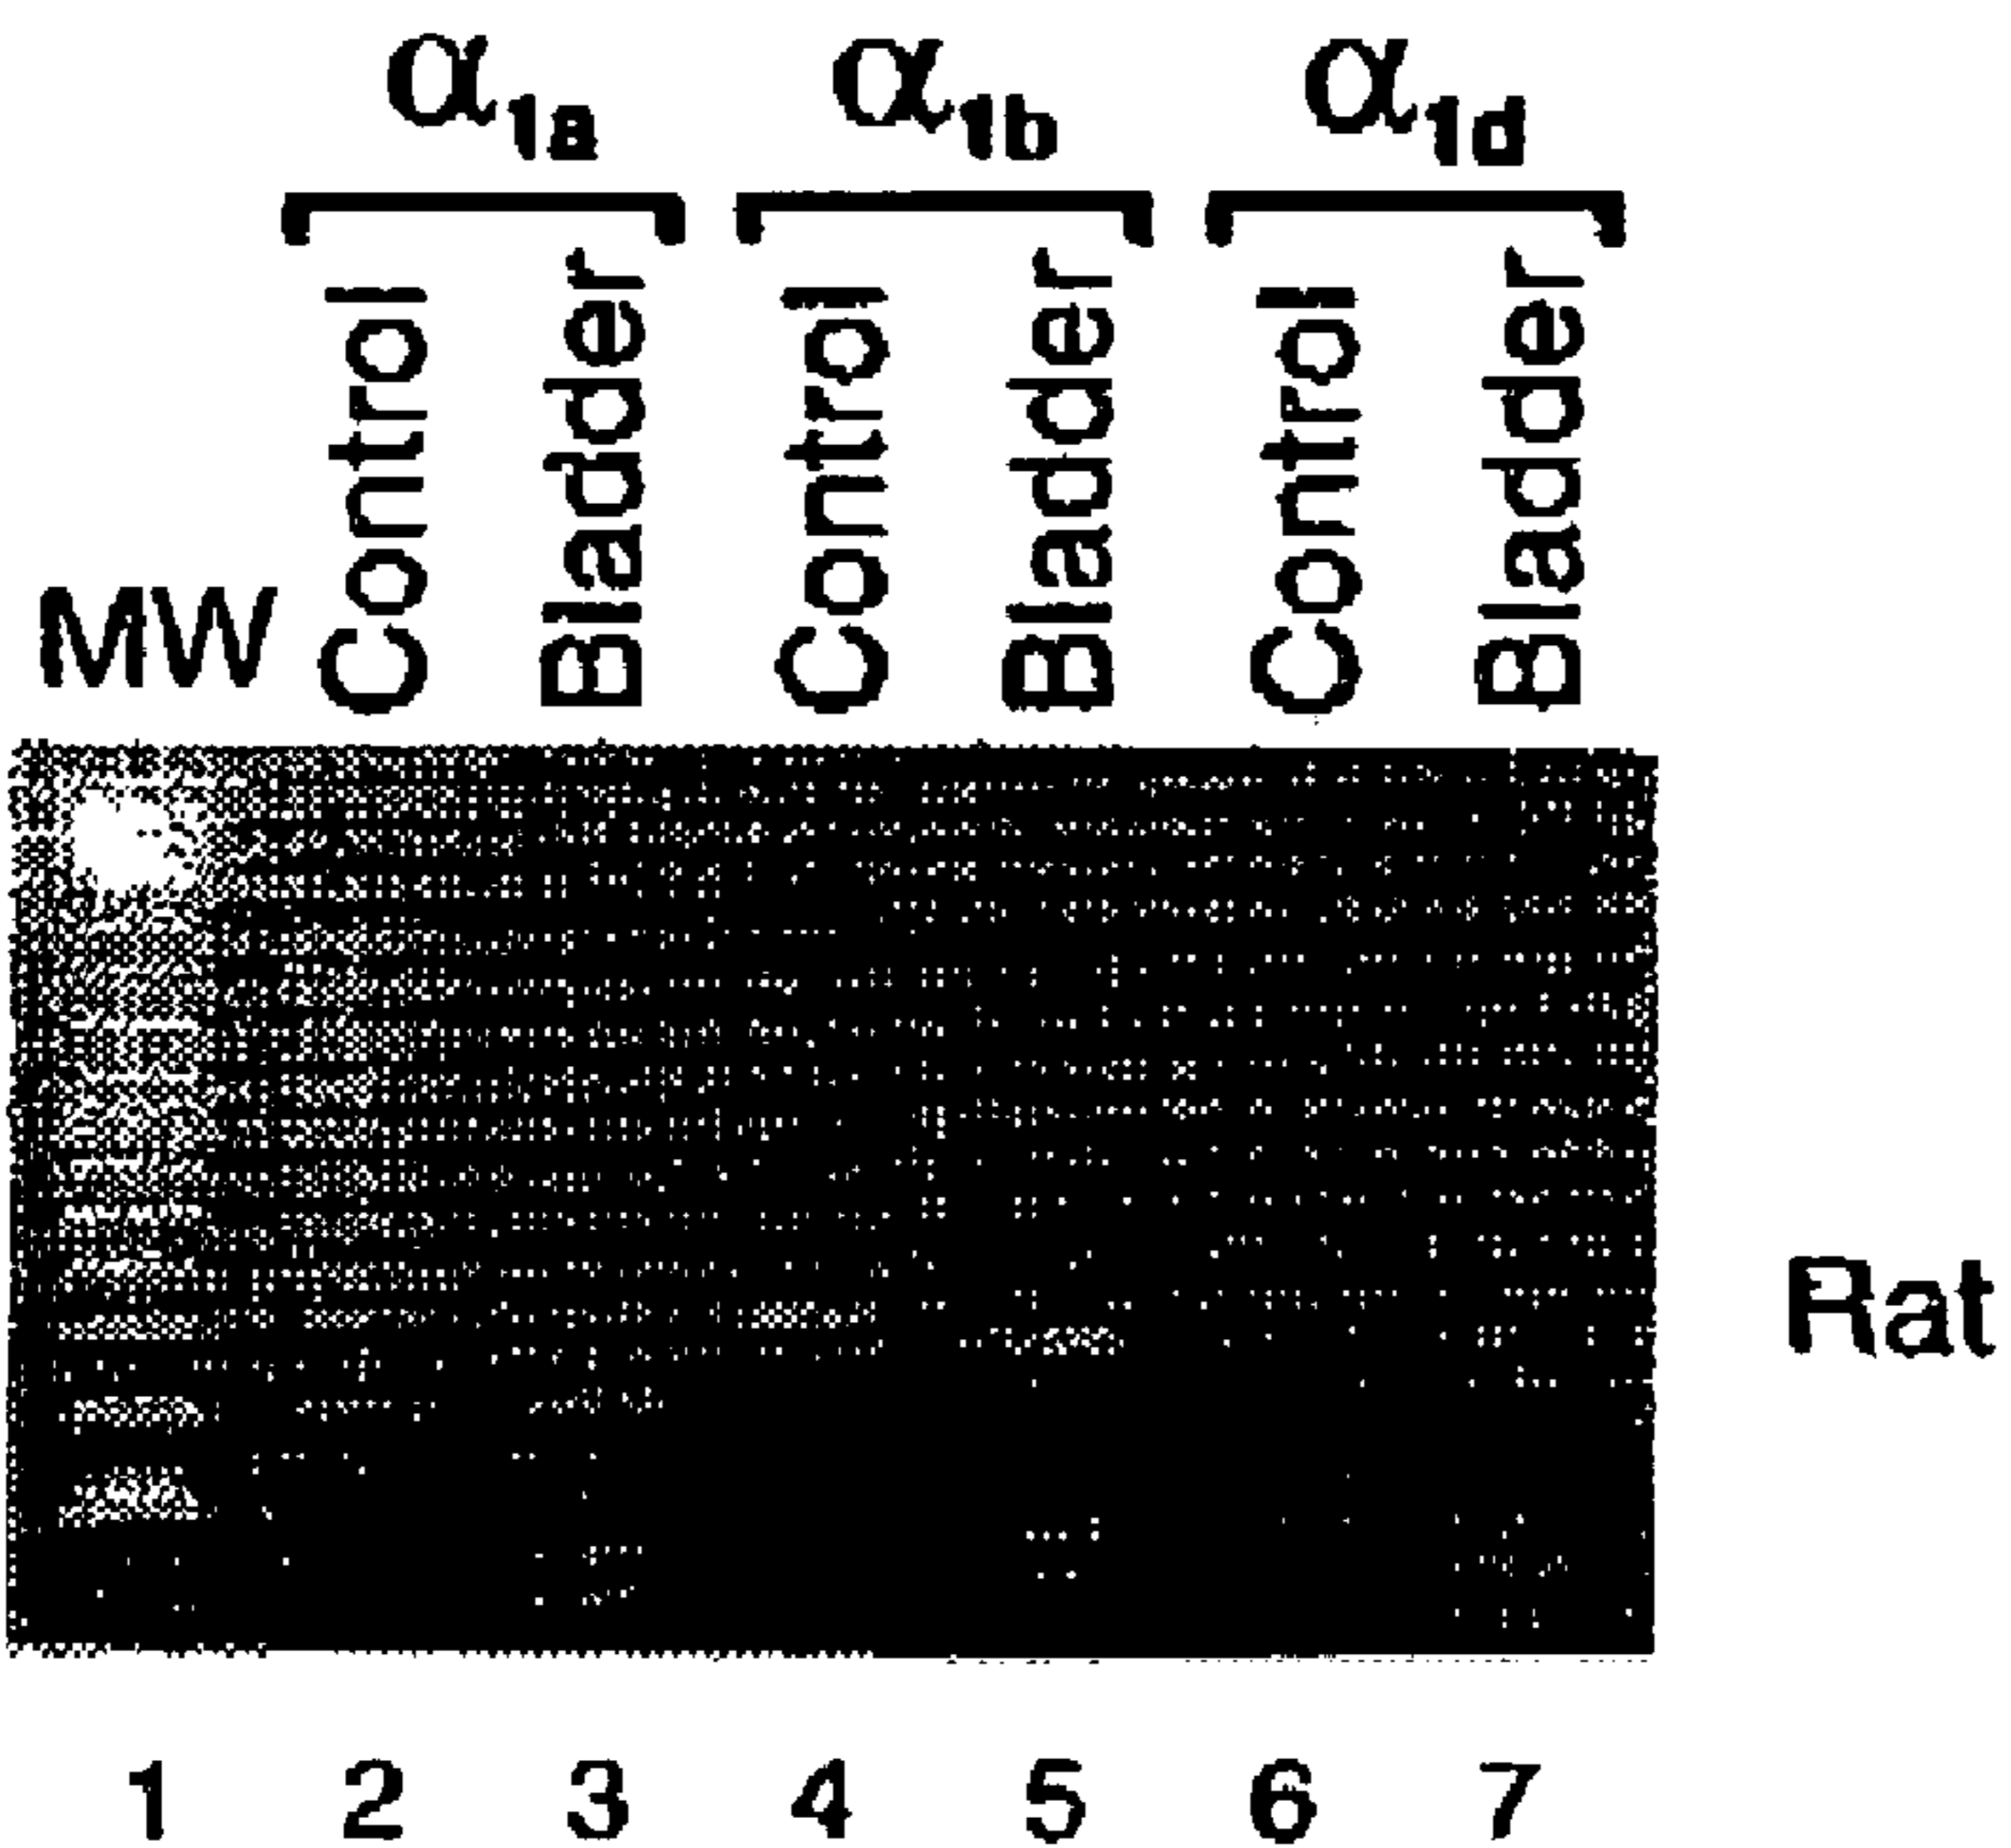 α1a α1b α1d
MW Control Bladder Control Bladder Control Bladder
Rat
1 2 3 4 5 6 7